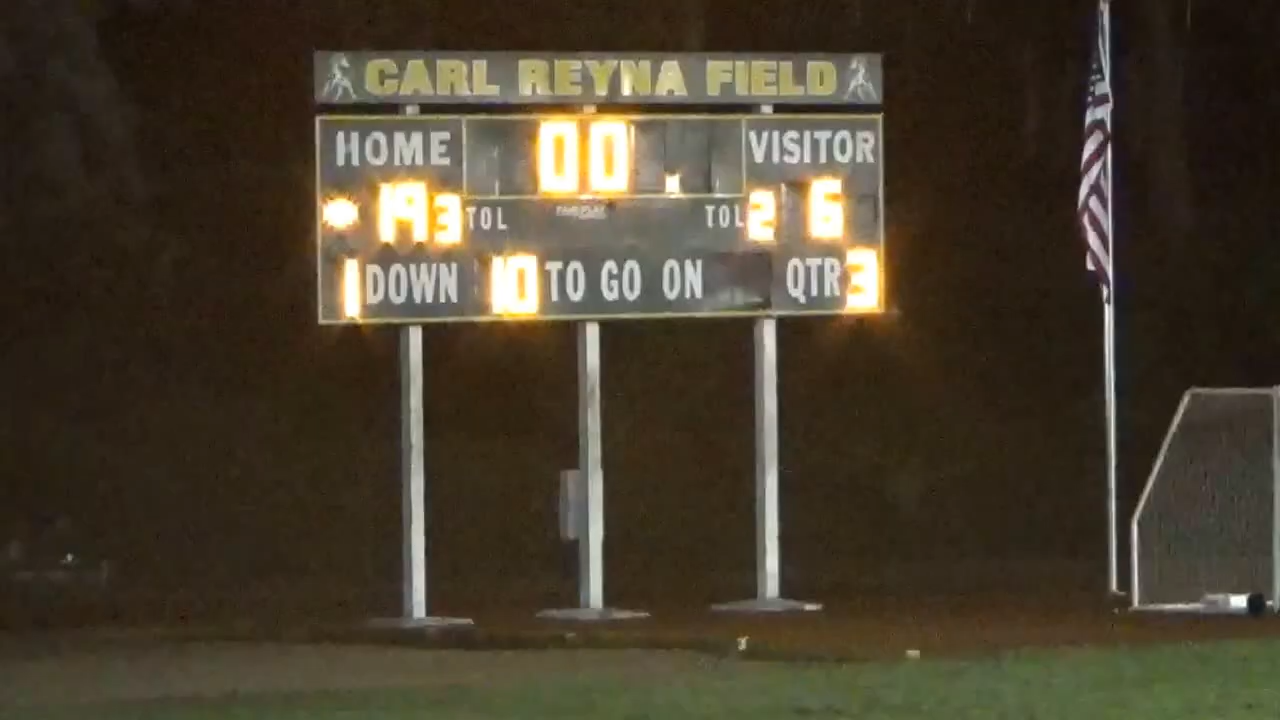 CARL REYNA FIELD
HOME 00. VISITOR
19 3 TOL TOL 2 6
1 DOWN 10 TO GO ON QTR 3